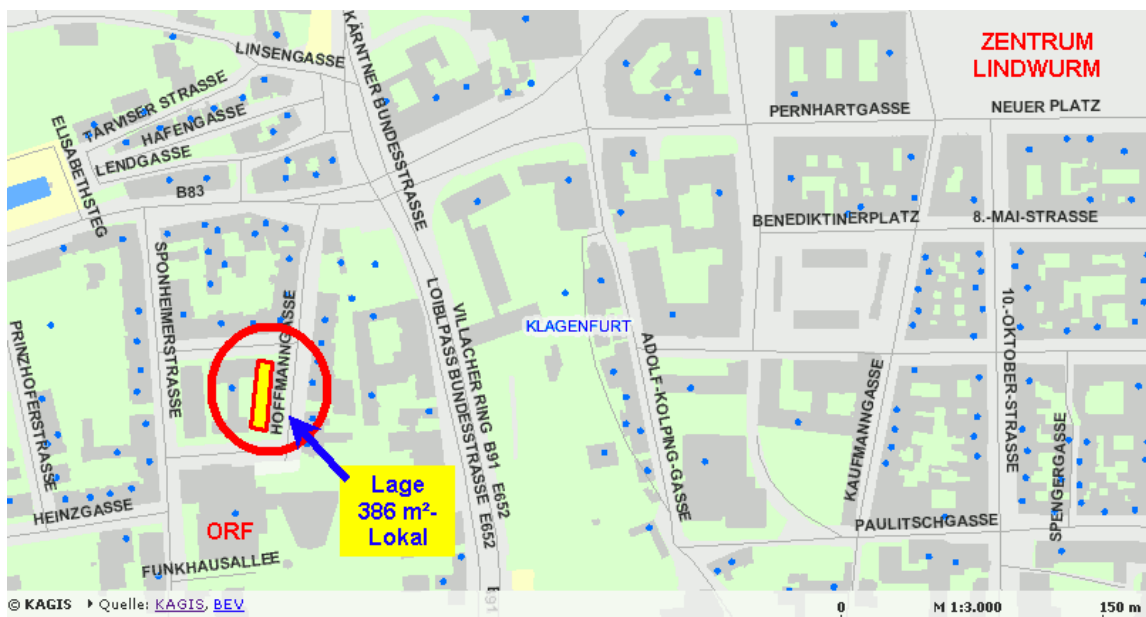 KÄRNTNER BUNDESSTRASSE
LINSENGASSE
ZENTRUM
LINDWURM
TARVISER STRASSE
HAFENGASSE
PERNHARTGASSE
NEUER PLATZ
ELISABETHSTEG
LENDGASSE
B83
BENEDIKTINERPLATZ
8.-MAI-STRASSE
SPONHEIMERSTRASSE
HOFFMANNGASSE
LOIBLPASSBUNDESSTRASSE E652
VILLACHER RING B91 E652
KLAGENFURT
10.-OKTOBER-STRASSE
PRINZHOFERSTRASSE
ADOLF-KOLPING-GASSE
KAUFMANNGASSE
SPENGERGASSE
Lage
386 m²-
Lokal
HEINZGASSE
ORF
PAULITSCHGASSE
FUNKHAUSALLEE
B91
© KAGIS Quelle: KAGIS, BEV
0 M 1:3.000 150 m